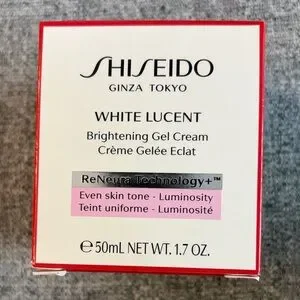 SHISEIDO
GINZA TOKYO
WHITE LUCENT
Brightening Gel Cream
Crème Gelée Eclat
ReNeura Technology+™
Even skin tone - Luminosity
Teint uniforme - Luminosité
℮50mL NET WT. 1.7 OZ.